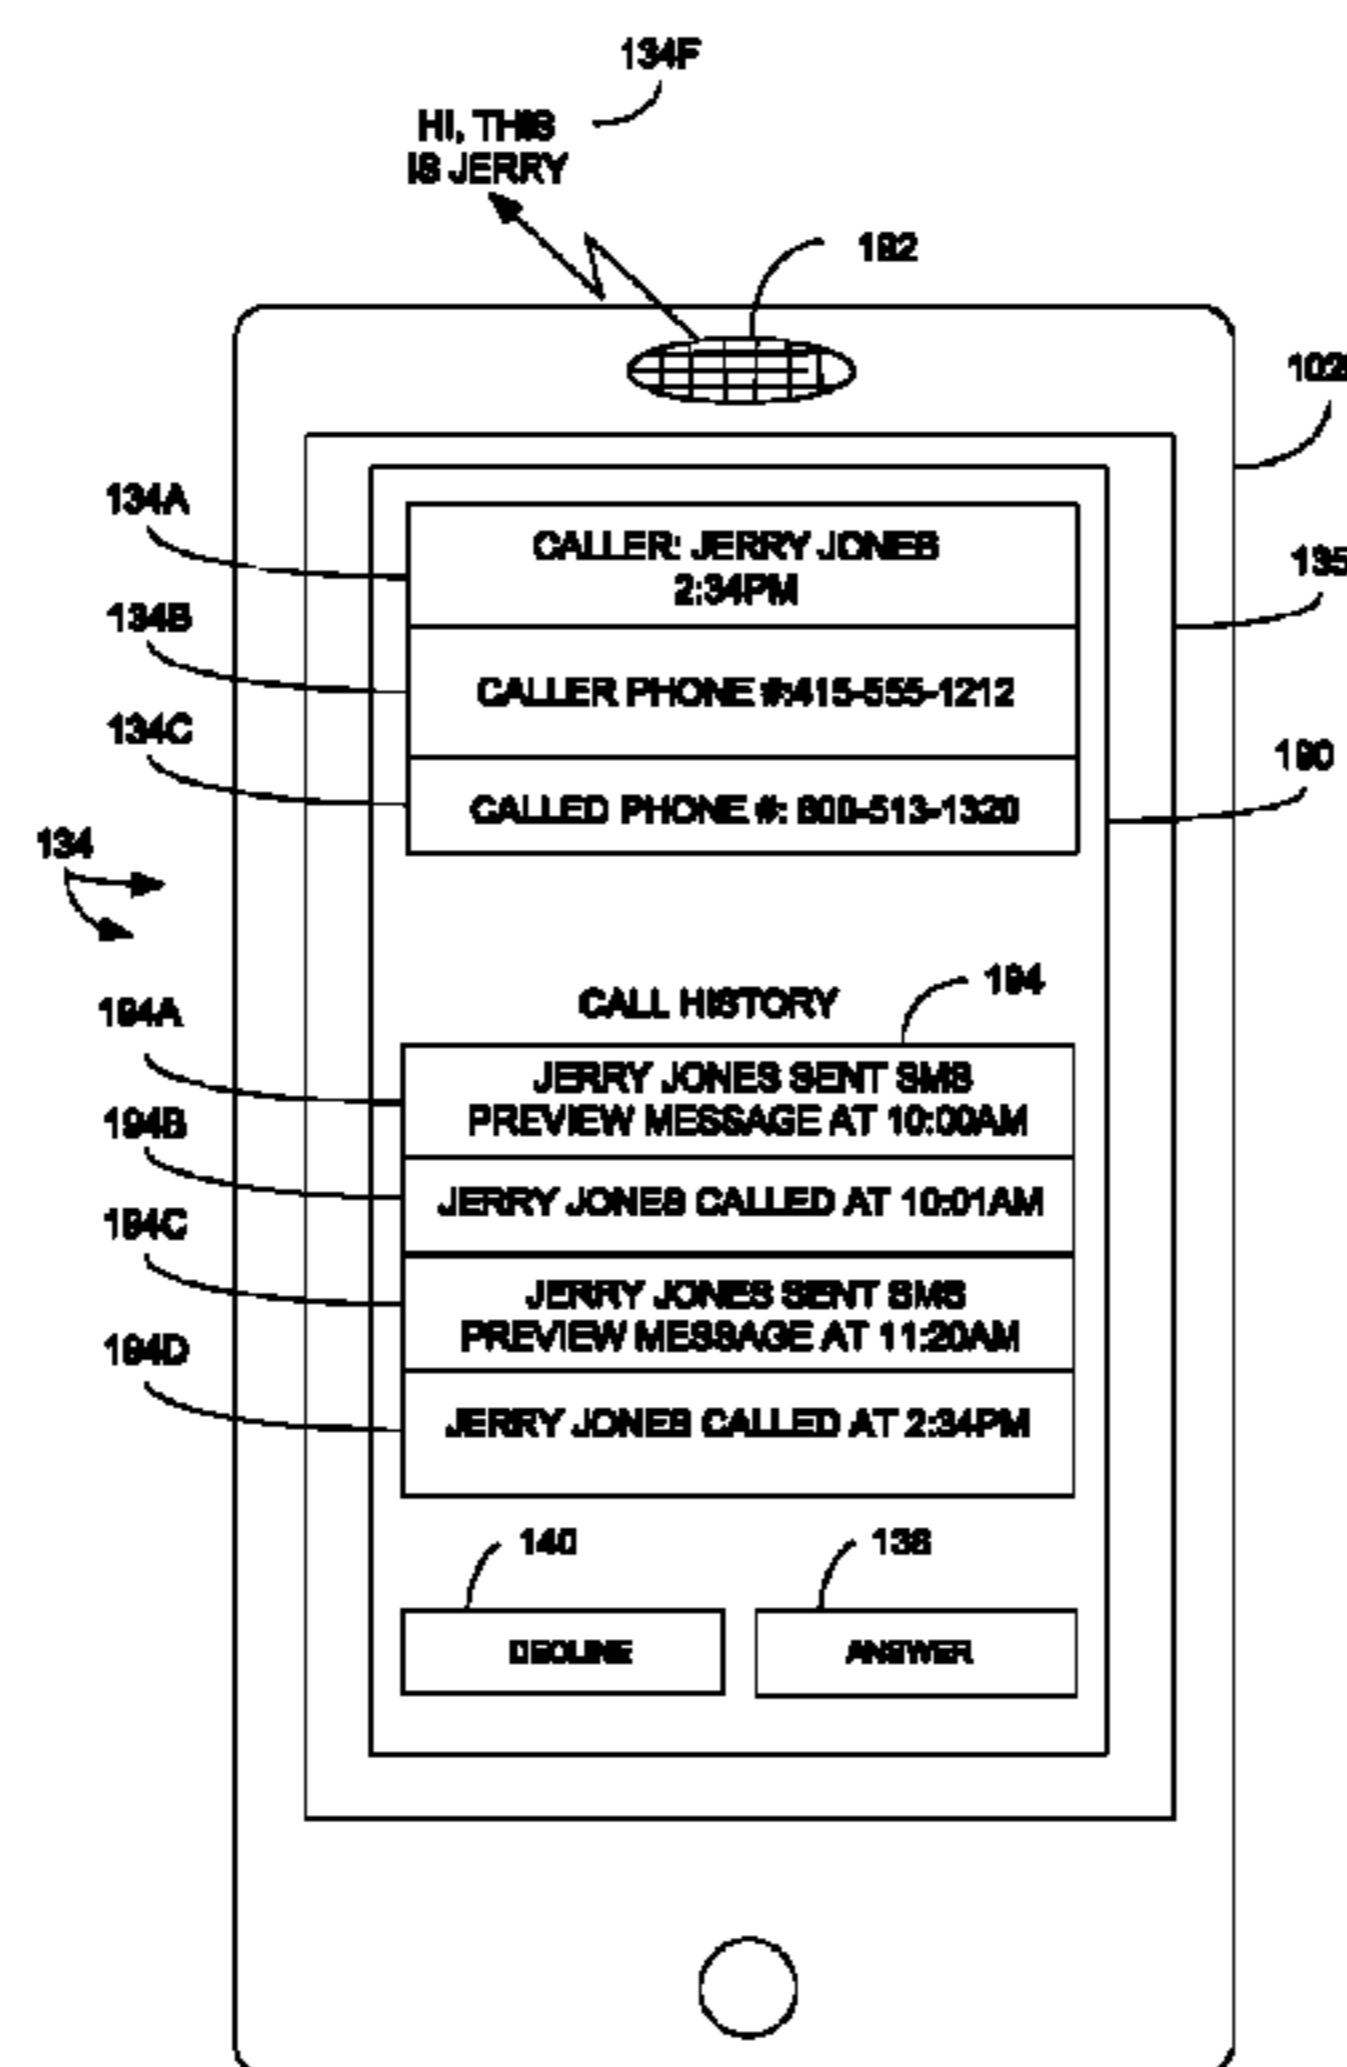 134F
HI, THIS
IS JERRY
192
102
134A
CALLER: JERRY JONES
2:34PM
135
134B
CALLER PHONE #:415-555-1212
134C
CALLED PHONE #: 800-513-1320
190
134
194
CALL HISTORY
194A
JERRY JONES SENT SMS
PREVIEW MESSAGE AT 10:00AM
194B
JERRY JONES CALLED AT 10:01AM
194C
JERRY JONES SENT SMS
PREVIEW MESSAGE AT 11:20AM
194D
JERRY JONES CALLED AT 2:34PM
140
DECLINE
ANSWER